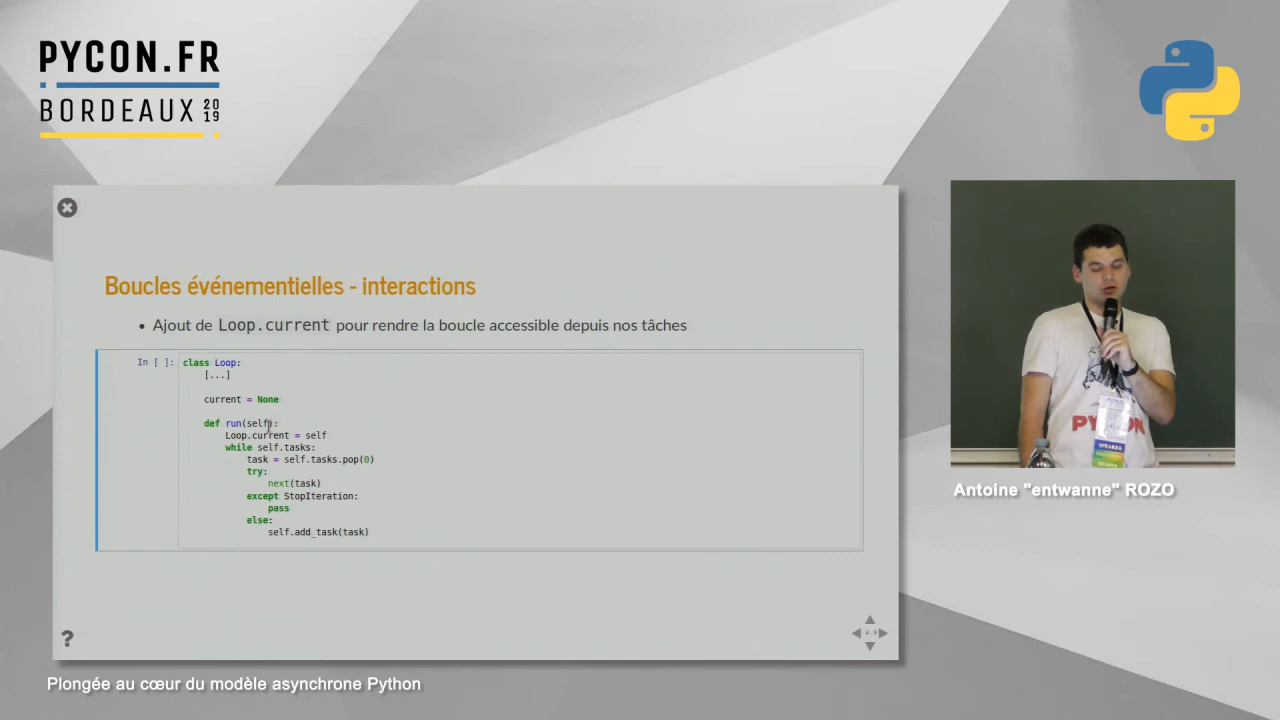 PYCON.FR
BORDEAUX 2019
Boucles événementielles - interactions
• Ajout de Loop.current pour rendre la boucle accessible depuis nos tâches
In [ ]:
class Loop:
    [...]
    current = None
    def run(self):
        Loop.current = self
        while self.tasks:
            task = self.tasks.pop(0)
            try:
                next(task)
            except StopIteration:
                pass
            else:
                self.add_task(task)
?
4.9
PYCON
SPEAKER
Antoine "entwanne" ROZO
Plongée au cœur du modèle asynchrone Python